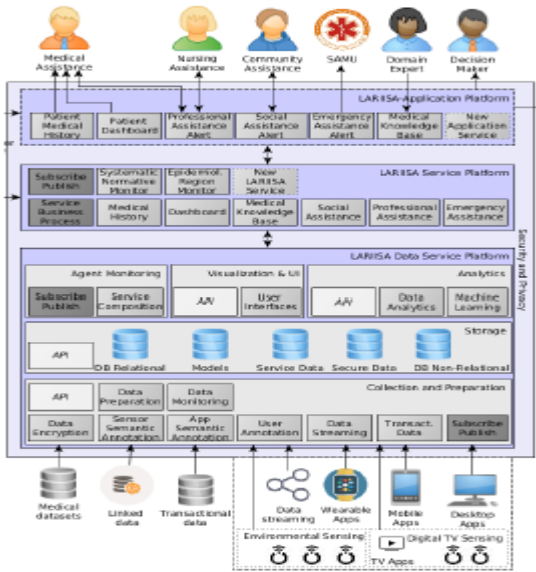 Medical
Assistance
Nursing
Assistance
Community
Assistance
SAMU
Domain
Expert
Decision
Maker
LARIISA Application Platform
Patient
Medical
History
Patient
Dashboard
Professional
Assistance
Alert
Social
Assistance
Alert
Emergency
Assistance
Alert
Medical
Knowledge
Base
New
Application
Service
LARIISA Service Platform
Subscribe
Publish
Systematic
Normative
Monitor
Epidemiol.
Region
Monitor
New
LARIISA
Service
Service
Business
Process
Medical
History
Dashboard
Medical
Knowledge
Base
Social
Assistance
Professional
Assistance
Emergency
Assistance
Security and Privacy
LARIISA Data Service Platform
Agent Monitoring
Visualization & UI
Analytics
Subscribe
Publish
Service
Composition
API
User
Interfaces
API
Data
Analytics
Machine
Learning
Storage
API
DB Relational
Models
Service Data
Secure Data
DB Non-Relational
Collection and Preparation
API
Data
Preparation
Data
Monitoring
Data
Encryption
Sensor
Semantic
Annotation
App
Semantic
Annotation
User
Annotation
Data
Streaming
Transact.
Data
Subscribe
Publish
Medical
datasets
Linked
data
Transactional
data
Data
streaming
Wearable
Apps
Mobile
Apps
Desktop
Apps
Environmental Sensing
Digital TV Sensing
TV Apps